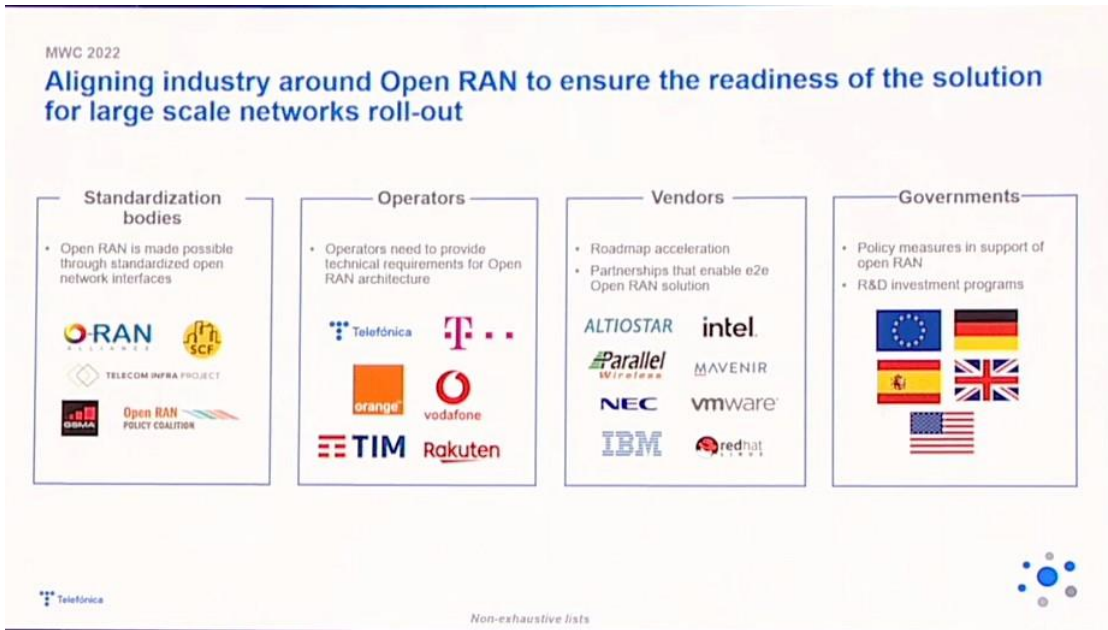 MWC 2022
Aligning industry around Open RAN to ensure the readiness of the solution
for large scale networks roll-out
Standardization
bodies
• Open RAN is made possible
through standardized open
network interfaces
O-RAN
ALLIANCE
SCF
TELECOM INFRA PROJECT
GSMA
Open RAN
POLICY COALITION
Operators
• Operators need to provide
technical requirements for Open
RAN architecture
Telefónica
T
orange™
vodafone
TIM
Rakuten
Vendors
• Roadmap acceleration
• Partnerships that enable e2e
Open RAN solution
ALTIOSTAR
intel.
Parallel
Wireless
MAVENIR
NEC
vmware
IBM
redhat
Governments
• Policy measures in support of
open RAN
• R&D investment programs
Telefónica
Non-exhaustive lists